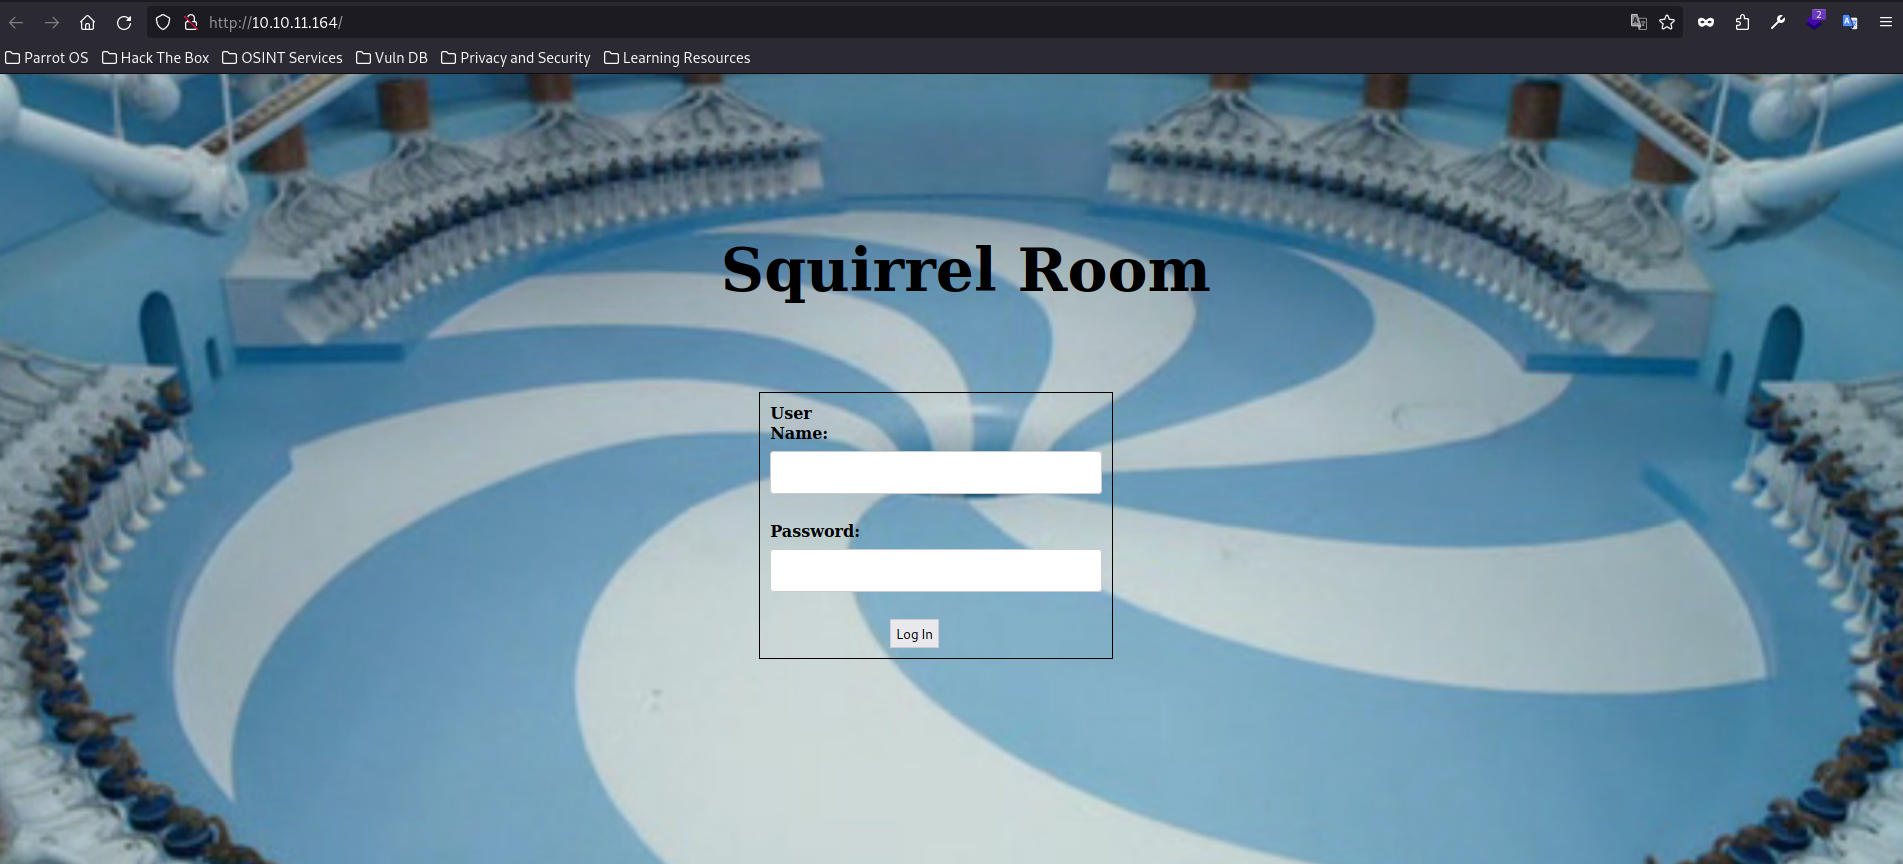 http://10.10.11.164/
2
Parrot OS Hack The Box OSINT Services Vuln DB Privacy and Security Learning Resources
Squirrel Room
User
Name:
Password:
Log In